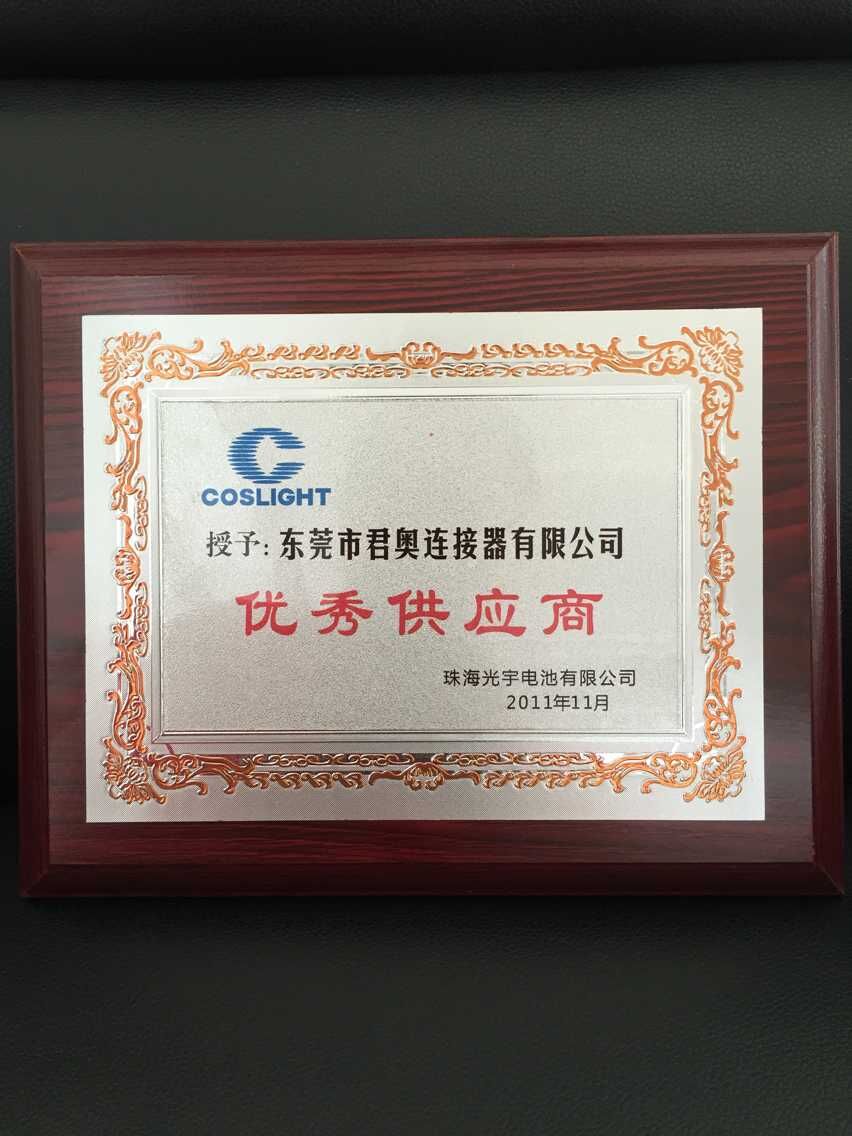 COSLIGHT
授予: 东莞市君奥连接器有限公司
优秀供应商
珠海光宇电池有限公司
2011年11月